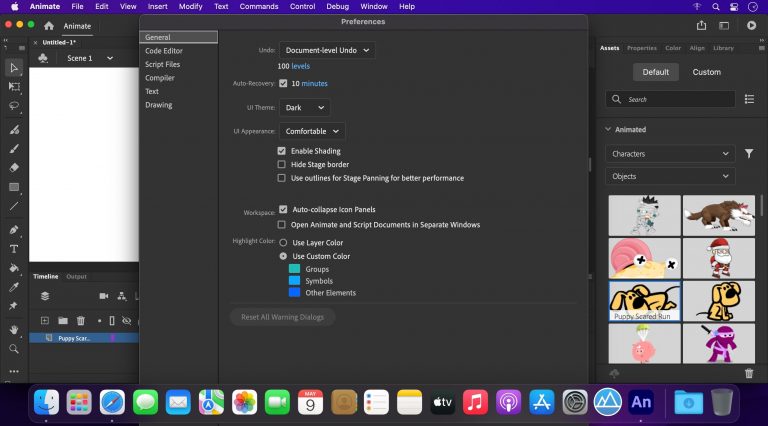 Animate File Edit View Insert Modify Text Commands Control Debug Window Help
Preferences
Animate
Untitled-1*
Scene 1
General
Code Editor
Script Files
Compiler
Text
Drawing
Undo: Document-level Undo
100 levels
Auto-Recovery: 10 minutes
UI Theme: Dark
UI Appearance: Comfortable
Enable Shading
Hide Stage border
Use outlines for Stage Panning for better performance
Workspace: Auto-collapse Icon Panels
Open Animate and Script Documents in Separate Windows
Highlight Color: Use Layer Color
Use Custom Color
Groups
Symbols
Other Elements
Reset All Warning Dialogs
Assets Properties Color Align Library
Default Custom
Search
Animated
Characters
Objects
Puppy Scared Run
Timeline Output
Puppy Scar...
MAY
9
tv
An